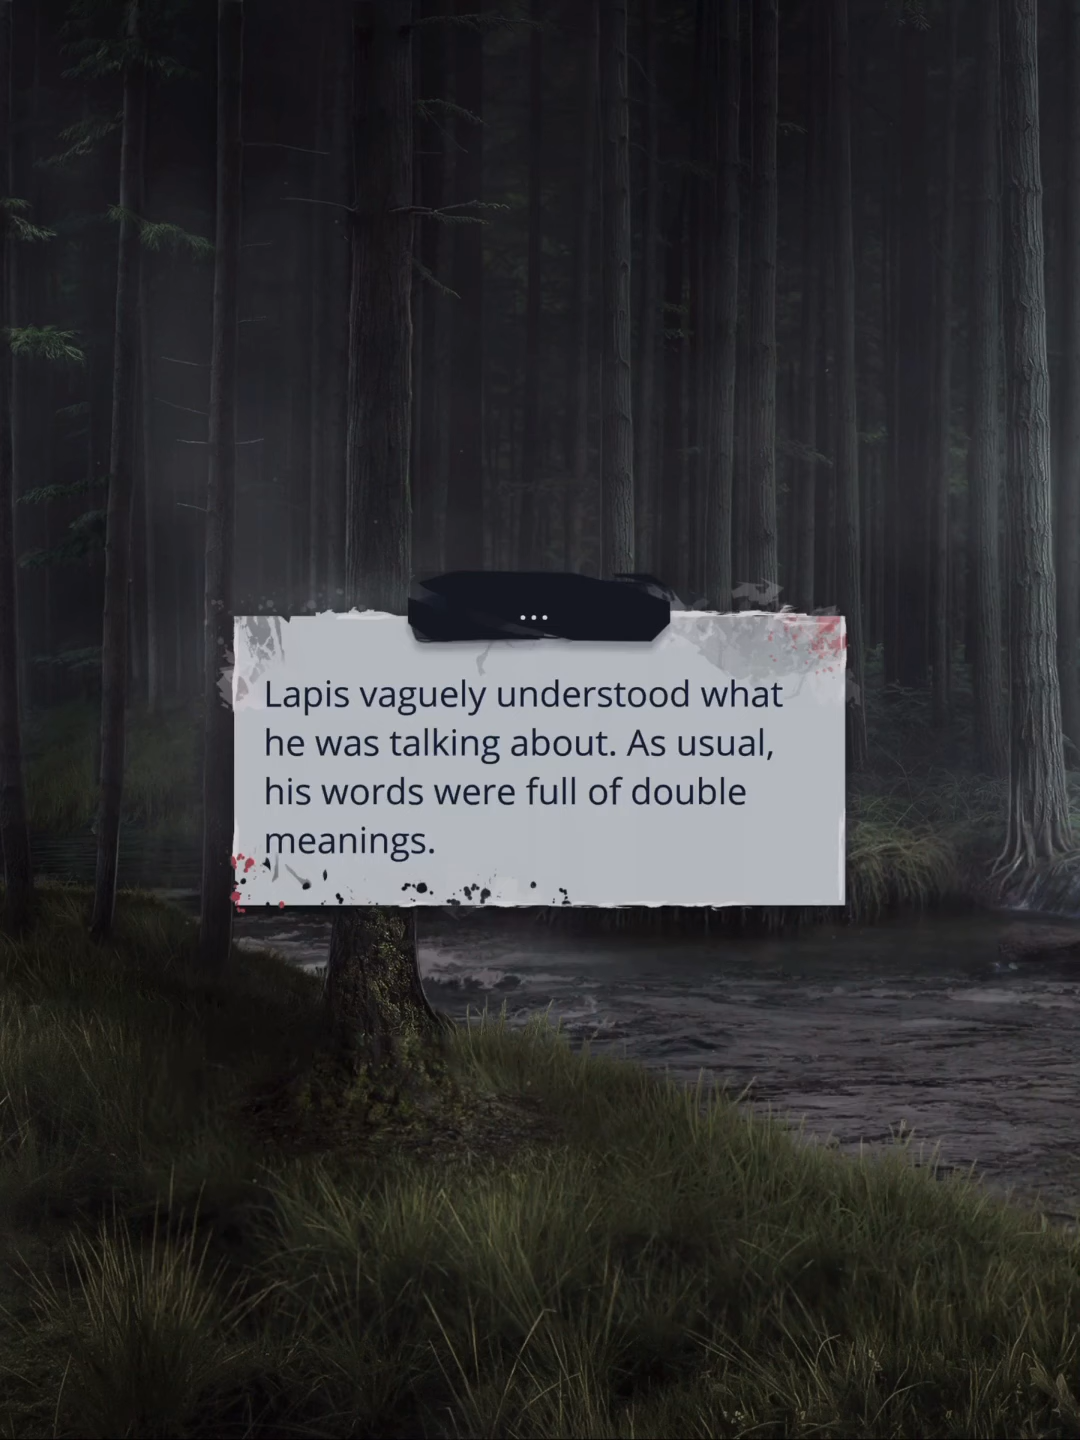 ...
Lapis vaguely understood what
he was talking about. As usual,
his words were full of double
meanings.